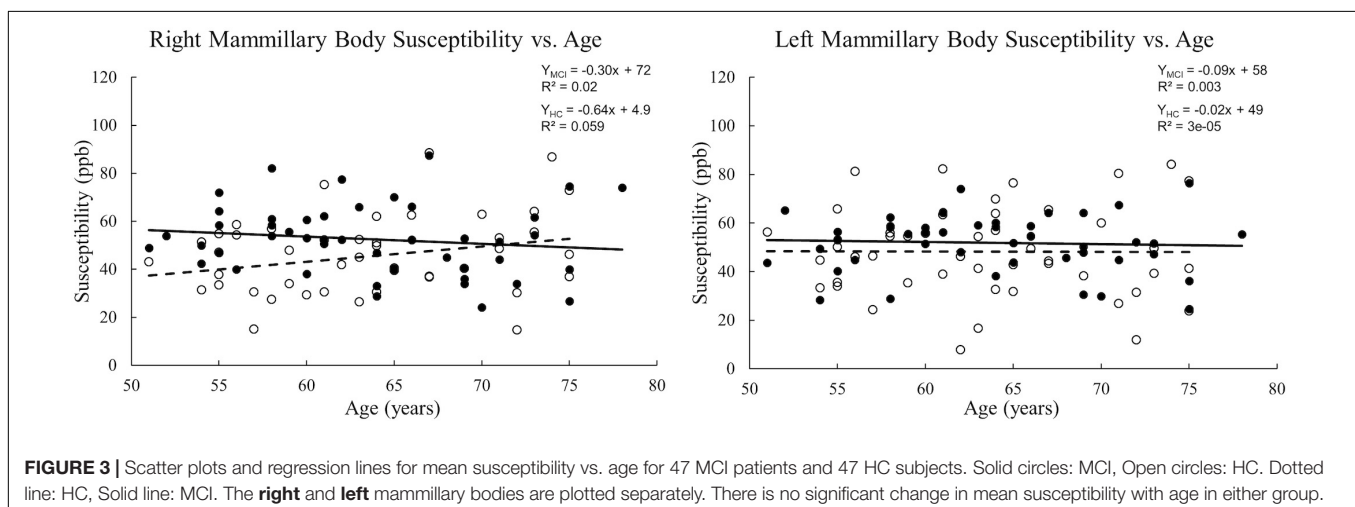 Right Mammillary Body Susceptibility vs. Age
Y_MCI = -0.30x + 72
R² = 0.02
Y_HC = -0.64x + 4.9
R² = 0.059
Susceptibility (ppb)
120
100
80
60
40
20
0
50 55 60 65 70 75 80
Age (years)
Left Mammillary Body Susceptibility vs. Age
Y_MCI = -0.09x + 58
R² = 0.003
Y_HC = -0.02x + 49
R² = 3e-05
Susceptibility (ppb)
120
100
80
60
40
20
0
50 55 60 65 70 75 80
Age (years)
FIGURE 3 | Scatter plots and regression lines for mean susceptibility vs. age for 47 MCI patients and 47 HC subjects. Solid circles: MCI, Open circles: HC. Dotted
line: HC, Solid line: MCI. The right and left mammillary bodies are plotted separately. There is no significant change in mean susceptibility with age in either group.